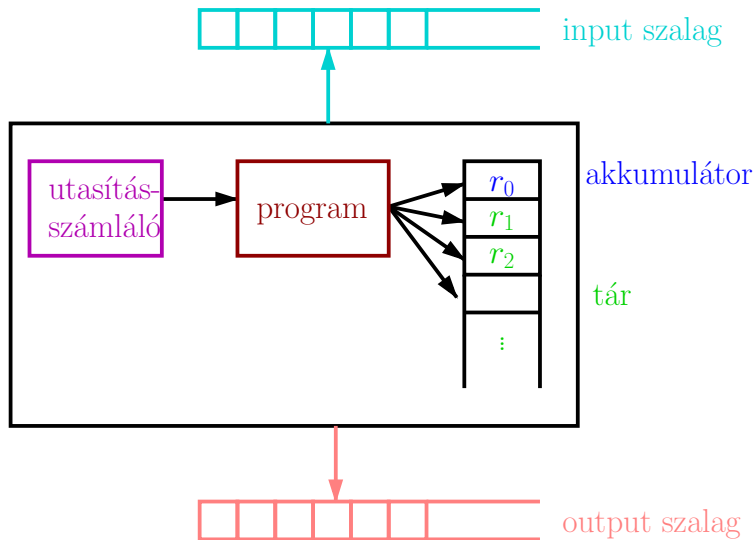 input szalag
utasítás-
számláló
program
r₀
r₁
r₂
⋮
akkumulátor
tár
output szalag